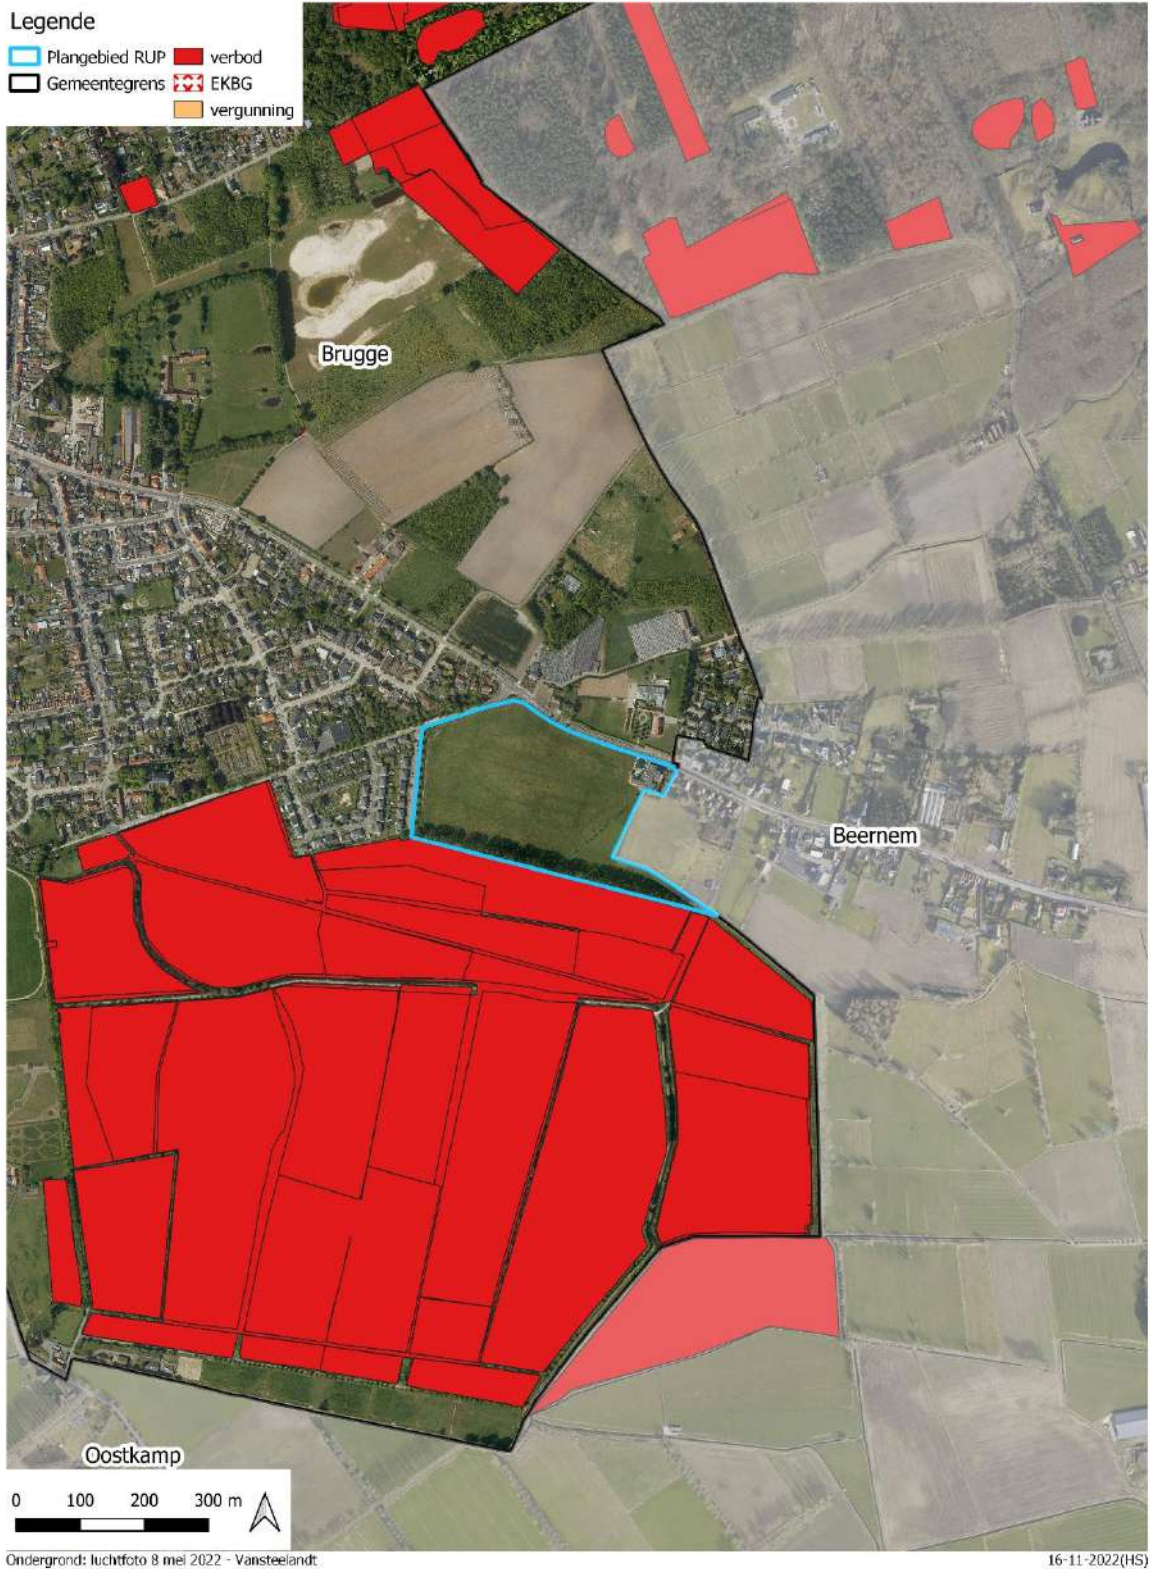 Legende
Plangebied RUP
verbod
Gemeentegrens
EKBG
vergunning
Brugge
Beernem
Oostkamp
0 100 200 300 m
Ondergrond: luchtfoto 8 mei 2022 - Vansteelandt
16-11-2022(HS)